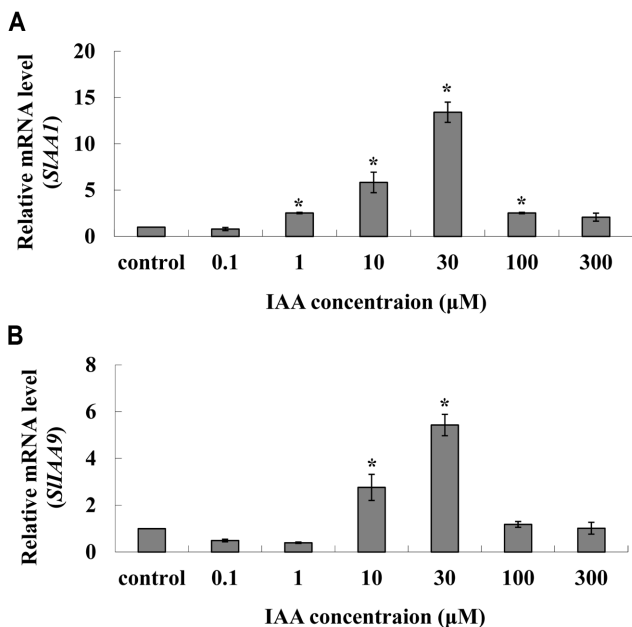 A
Relative mRNA level
(SlAA1)
20
15
10
5
0
*
*
*
*
control 0.1 1 10 30 100 300
IAA concentraion (μM)
B
Relative mRNA level
(SlIAA9)
8
6
4
2
0
*
*
control 0.1 1 10 30 100 300
IAA concentraion (μM)